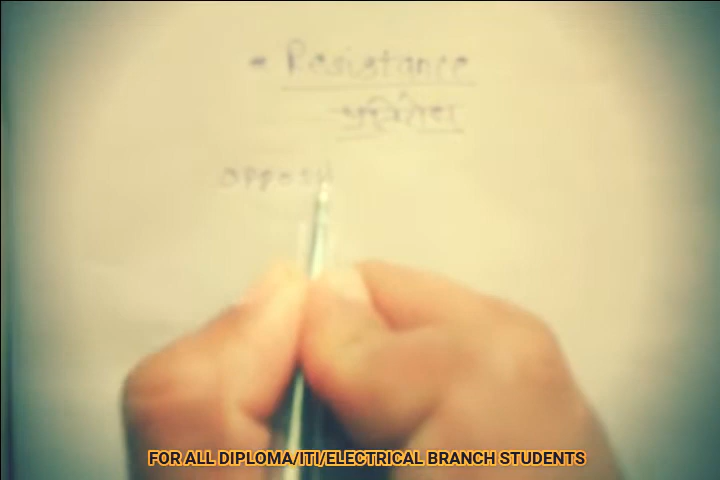 Resistance
प्रतिरोध
opposi
FOR ALL DIPLOMA/ITI/ELECTRICAL BRANCH STUDENTS